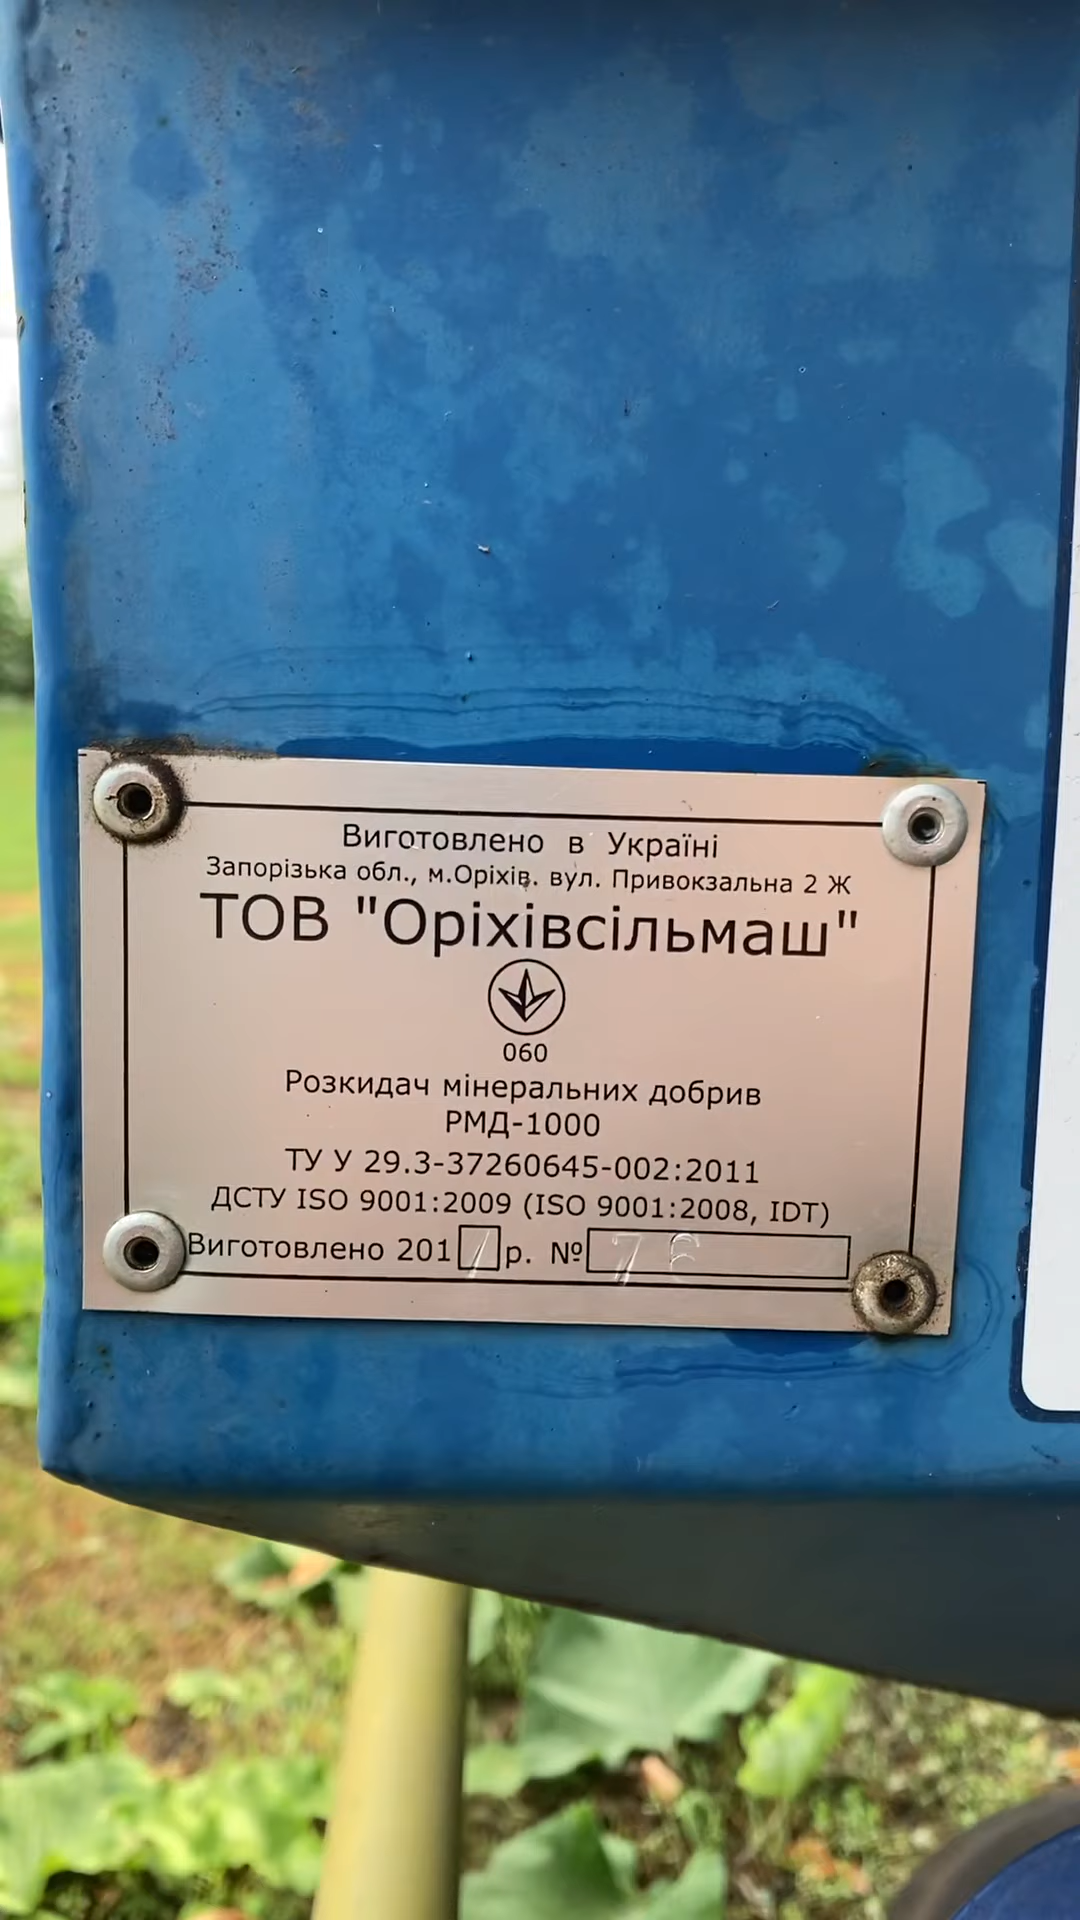 Виготовлено в Україні
Запорізька обл., м.Оріхів. вул. Привокзальна 2 Ж
ТОВ "Оріхівсільмаш"
060
Розкидач мінеральних добрив
РМД-1000
ТУ У 29.3-37260645-002:2011
ДСТУ ISO 9001:2009 (ISO 9001:2008, IDT)
Виготовлено 201 р. №